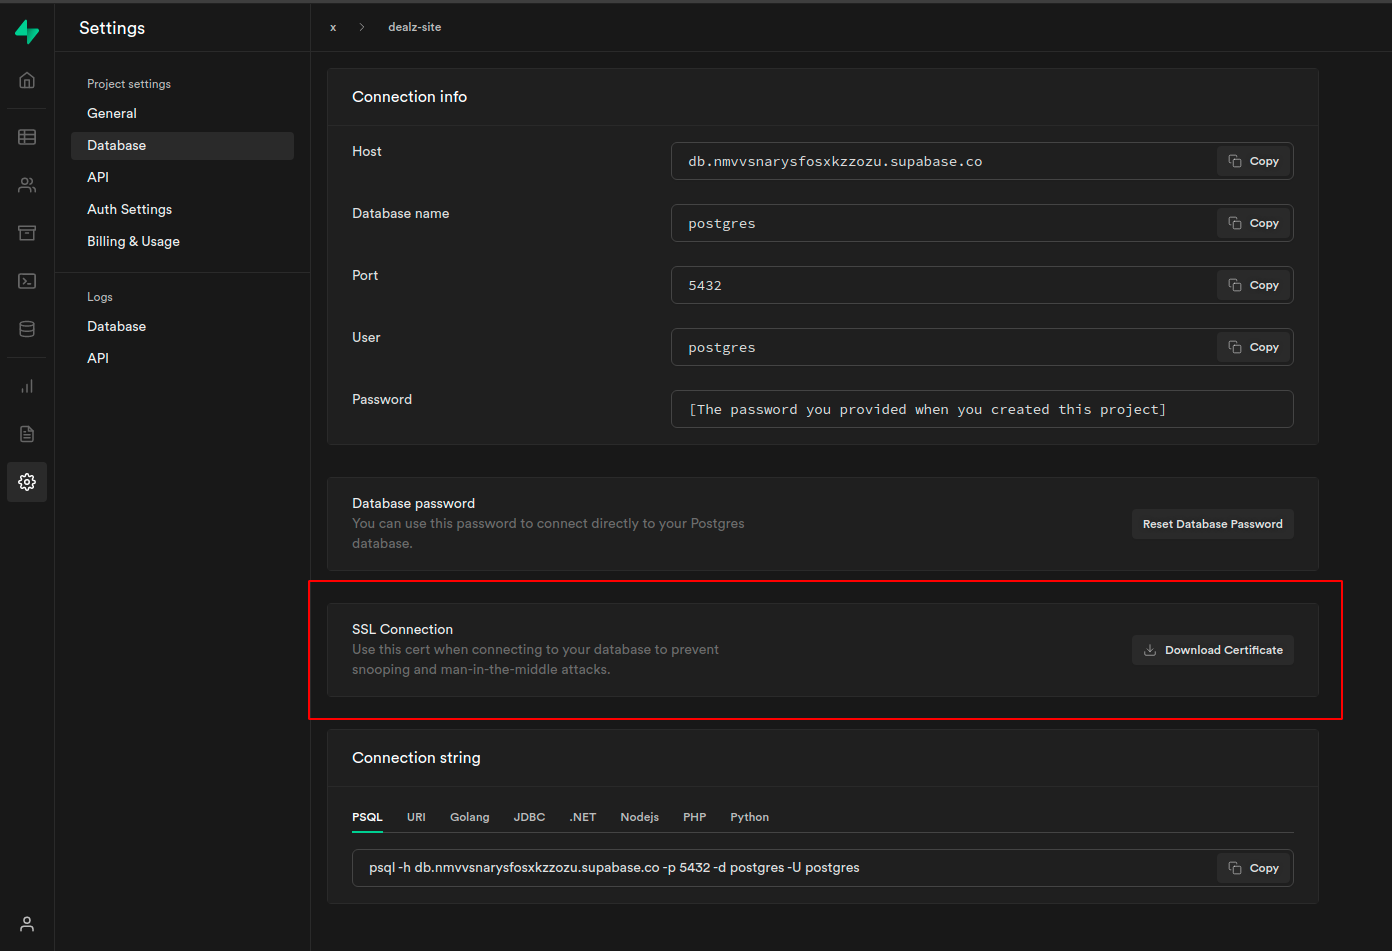 Settings
x > dealz-site
Project settings
General
Database
API
Auth Settings
Billing & Usage
Logs
Database
API
Connection info
Host
db.nmvvsnarysfosxkzzozu.supabase.co
Copy
Database name
postgres
Copy
Port
5432
Copy
User
postgres
Copy
Password
[The password you provided when you created this project]
Database password
You can use this password to connect directly to your Postgres
database.
Reset Database Password
SSL Connection
Use this cert when connecting to your database to prevent
snooping and man-in-the-middle attacks.
Download Certificate
Connection string
PSQL URI Golang JDBC .NET Nodejs PHP Python
psql -h db.nmvvsnarysfosxkzzozu.supabase.co -p 5432 -d postgres -U postgres
Copy